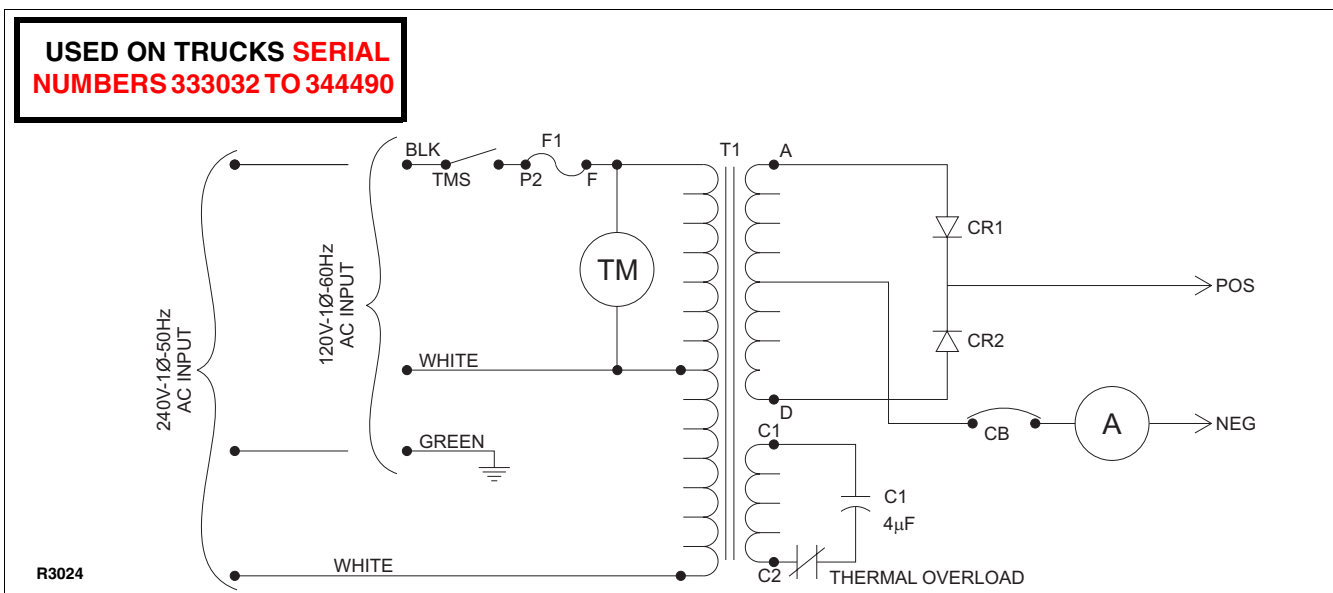 USED ON TRUCKS SERIAL
NUMBERS 333032 TO 344490
BLK
TMS
P2
F1
F
T1
A
CR1
TM
POS
240V-1Ø-50Hz
AC INPUT
120V-1Ø-60Hz
AC INPUT
CR2
WHITE
D
CB
A
NEG
GREEN
C1
C1
4µF
WHITE
C2
THERMAL OVERLOAD
R3024